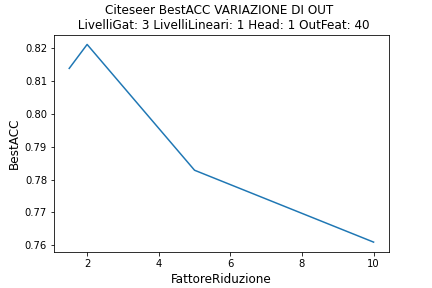 Citeseer BestACC VARIAZIONE DI OUT
LivelliGat: 3 LivelliLineari: 1 Head: 1 OutFeat: 40
0.82
0.81
0.80
0.79
0.78
0.77
0.76
BestACC
2 4 6 8 10
FattoreRiduzione